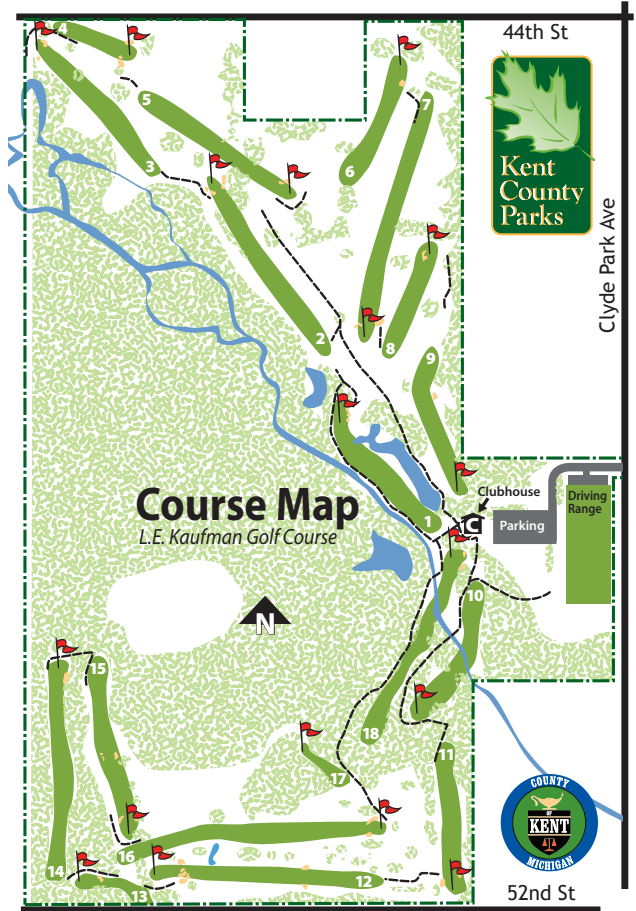 44th St
Kent
County
Parks
Clyde Park Ave
4
5
7
3
6
2
8
9
Clubhouse
Course Map
L.E. Kaufman Golf Course
1
C
Parking
Driving
Range
10
N
15
18
11
17
16
14
12
13
COUNTY
OF
KENT
MICHIGAN
52nd St